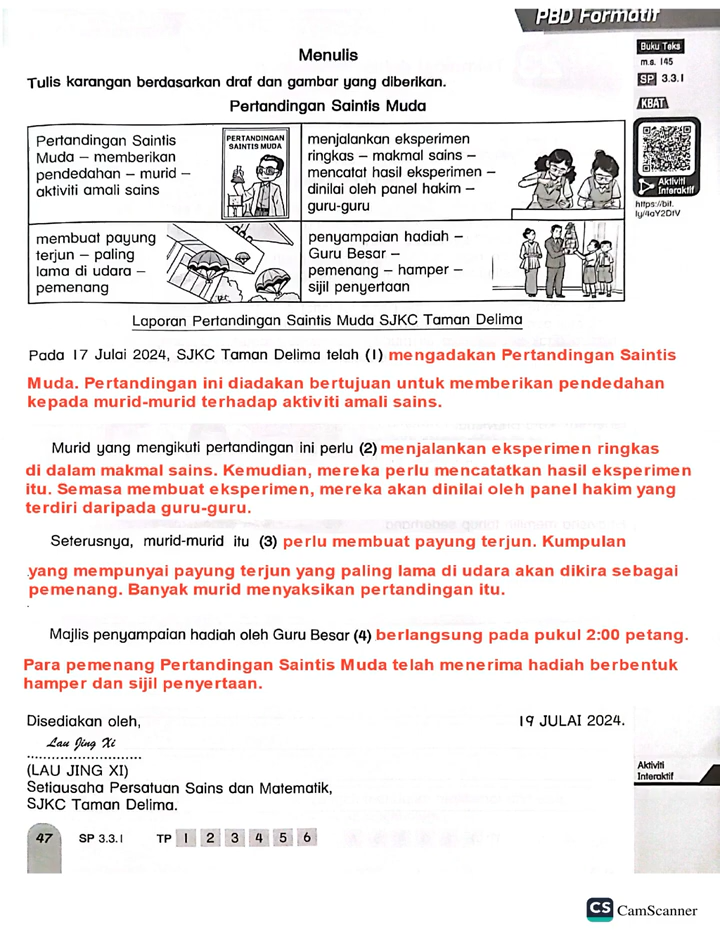 PBD Formatif
Menulis
Buku Teks
m.s. 145
SP 3.3.1
KBAT
Tulis karangan berdasarkan draf dan gambar yang diberikan.
Pertandingan Saintis Muda
Pertandingan Saintis
Muda – memberikan
pendedahan – murid –
aktiviti amali sains
PERTANDINGAN
SAINTIS MUDA
menjalankan eksperimen
ringkas – makmal sains –
mencatat hasil eksperimen –
dinilai oleh panel hakim –
guru-guru
Aktiviti
Interaktif
https://bit.
ly/4aY2DtV
membuat payung
terjun – paling
lama di udara –
pemenang
penyampaian hadiah –
Guru Besar –
pemenang – hamper –
sijil penyertaan
Laporan Pertandingan Saintis Muda SJKC Taman Delima
Pada 17 Julai 2024, SJKC Taman Delima telah (1) mengadakan Pertandingan Saintis
Muda. Pertandingan ini diadakan bertujuan untuk memberikan pendedahan
kepada murid-murid terhadap aktiviti amali sains.
Murid yang mengikuti pertandingan ini perlu (2) menjalankan eksperimen ringkas
di dalam makmal sains. Kemudian, mereka perlu mencatatkan hasil eksperimen
itu. Semasa membuat eksperimen, mereka akan dinilai oleh panel hakim yang
terdiri daripada guru-guru.
Seterusnya, murid-murid itu (3) perlu membuat payung terjun. Kumpulan
yang mempunyai payung terjun yang paling lama di udara akan dikira sebagai
pemenang. Banyak murid menyaksikan pertandingan itu.
Majlis penyampaian hadiah oleh Guru Besar (4) berlangsung pada pukul 2:00 petang.
Para pemenang Pertandingan Saintis Muda telah menerima hadiah berbentuk
hamper dan sijil penyertaan.
Disediakan oleh,
19 JULAI 2024.
Lau Jing Xi
(LAU JING XI)
Setiausaha Persatuan Sains dan Matematik,
SJKC Taman Delima.
Aktiviti
Interaktif
47 SP 3.3.1 TP 1 2 3 4 5 6
CS CamScanner